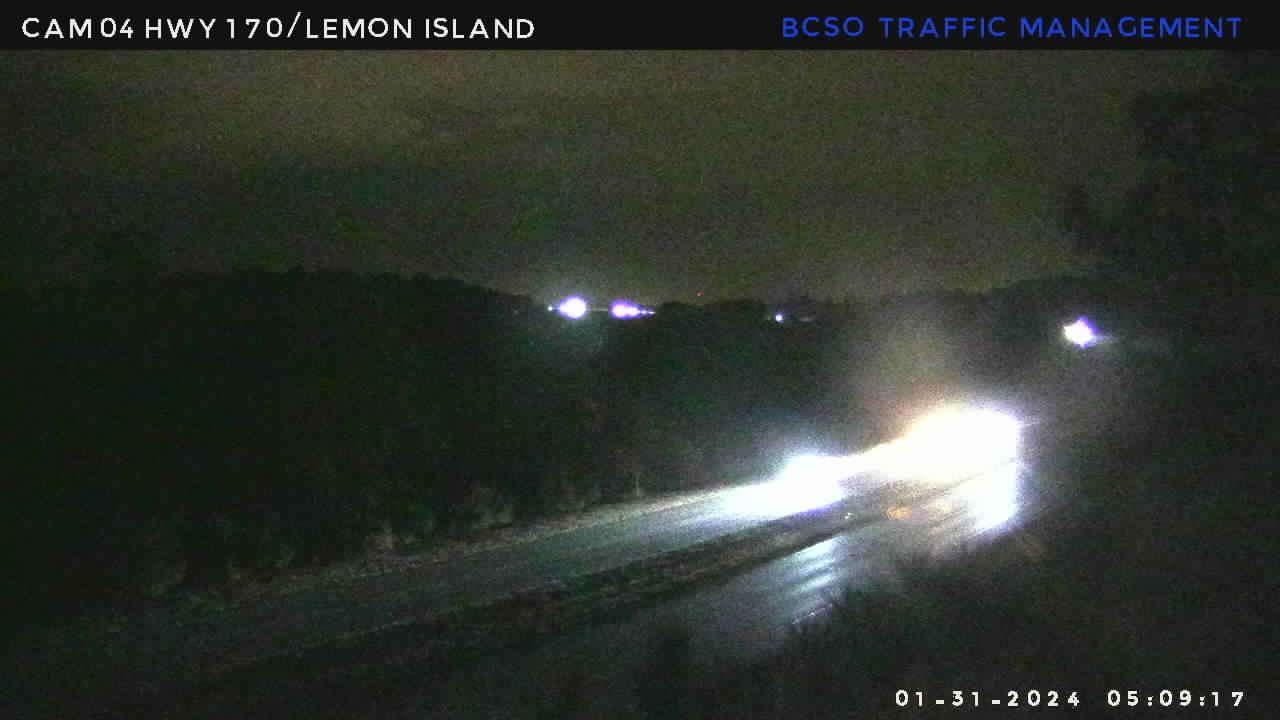 CAM04 HWY 170/LEMON ISLAND
BCSO TRAFFIC MANAGEMENT
01-31-2024 05:09:17